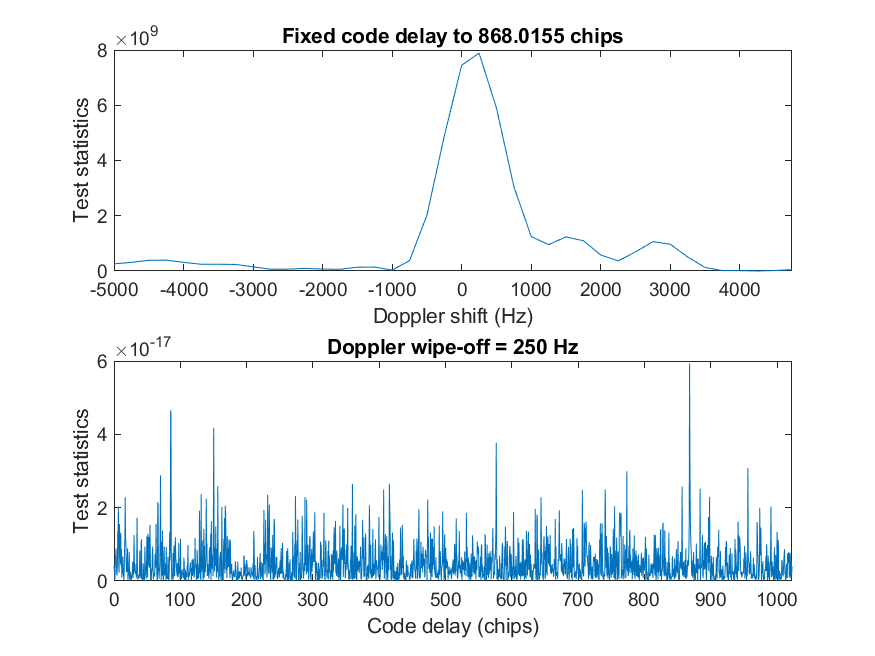 ×10^9
Fixed code delay to 868.0155 chips
8
6
4
2
0
Test statistics
-5000 -4000 -3000 -2000 -1000 0 1000 2000 3000 4000
Doppler shift (Hz)
×10^-17
Doppler wipe-off = 250 Hz
6
4
2
0
Test statistics
0 100 200 300 400 500 600 700 800 900 1000
Code delay (chips)